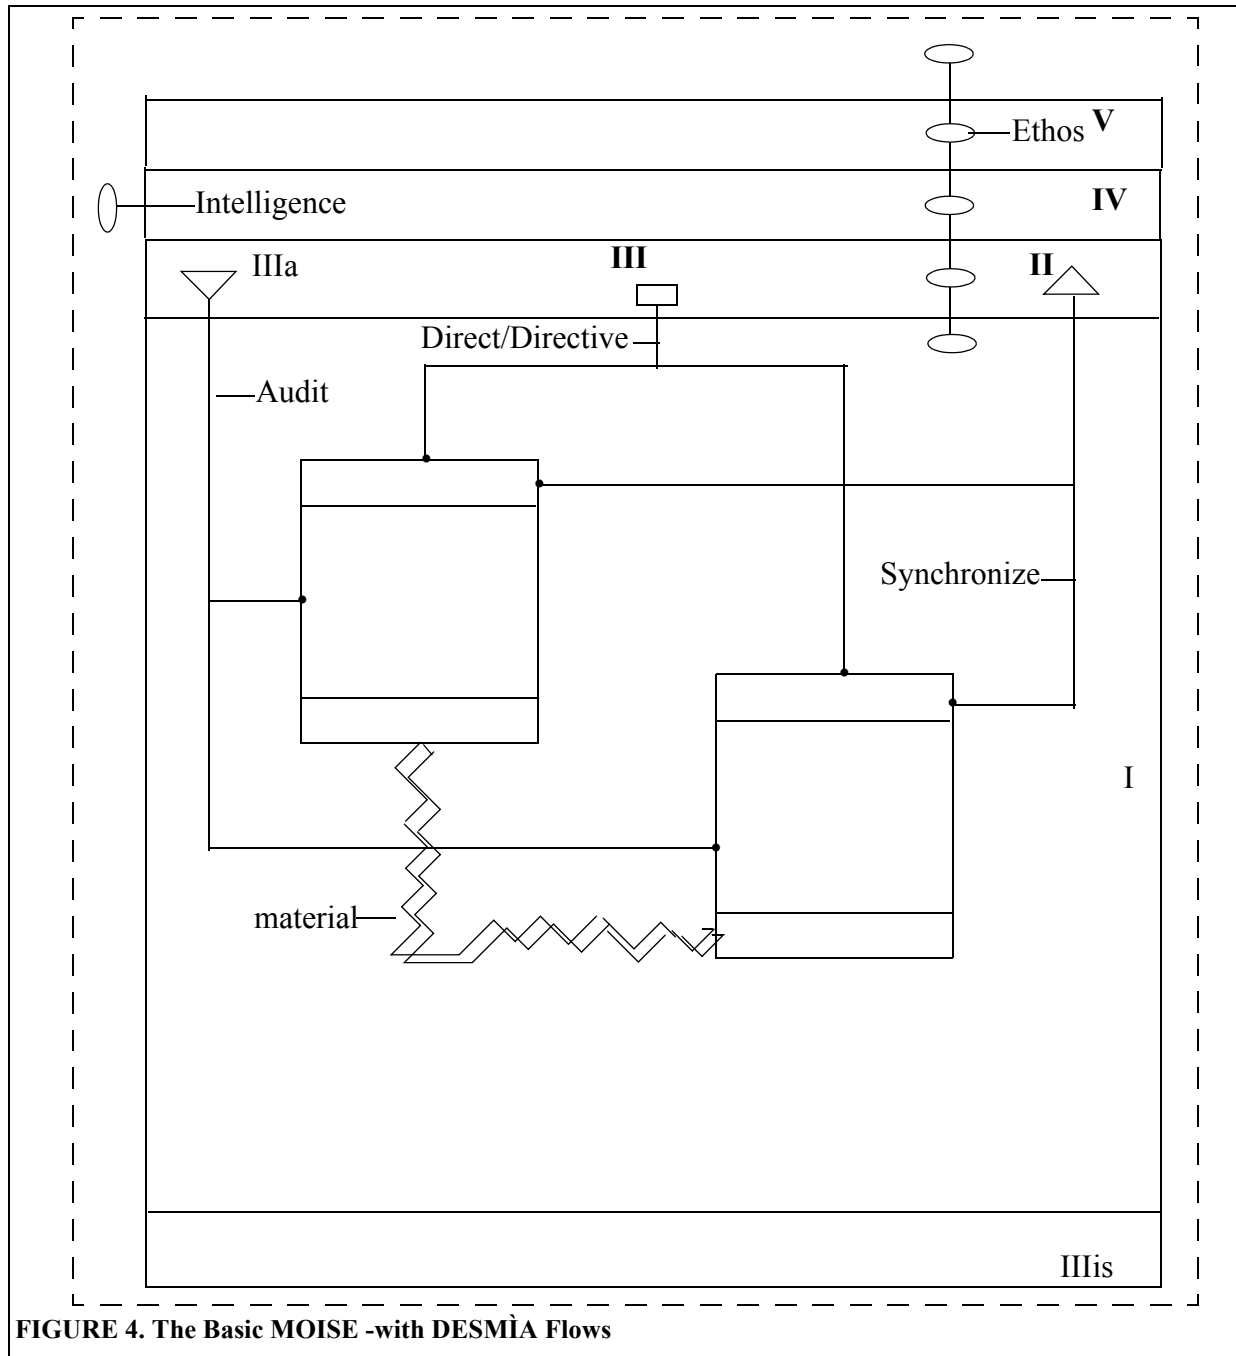 Ethos V
Intelligence
IV
IIIa
III
II
Direct/Directive
Audit
Synchronize
I
material
IIIis
FIGURE 4. The Basic MOISE -with DESMÌA Flows